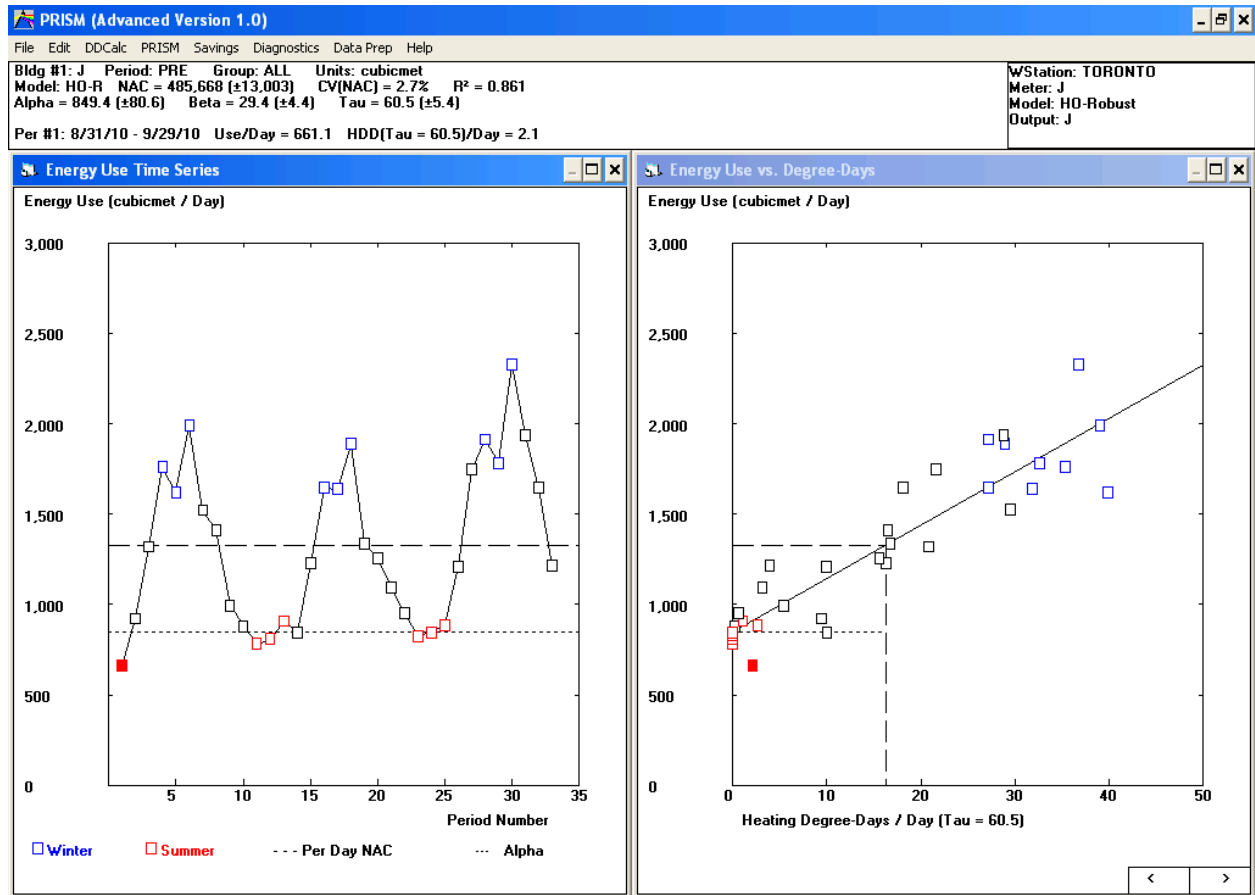 PRISM (Advanced Version 1.0)
File Edit DDCalc PRISM Savings Diagnostics Data Prep Help
Bldg #1: J Period: PRE Group: ALL Units: cubicmet
Model: HO-R NAC = 485,668 (±13,003) CV(NAC) = 2.7% R² = 0.861
Alpha = 849.4 (±80.6) Beta = 29.4 (±4.4) Tau = 60.5 (±5.4)
Per #1: 8/31/10 - 9/29/10 Use/Day = 661.1 HDD(Tau = 60.5)/Day = 2.1
WStation: TORONTO
Meter: J
Model: HO-Robust
Output: J
Energy Use Time Series
Energy Use (cubicmet / Day)
3,000
2,500
2,000
1,500
1,000
500
0
5 10 15 20 25 30 35
Period Number
Winter Summer - - - Per Day NAC --- Alpha
Energy Use vs. Degree-Days
Energy Use (cubicmet / Day)
3,000
2,500
2,000
1,500
1,000
500
0
0 10 20 30 40 50
Heating Degree-Days / Day (Tau = 60.5)
< >